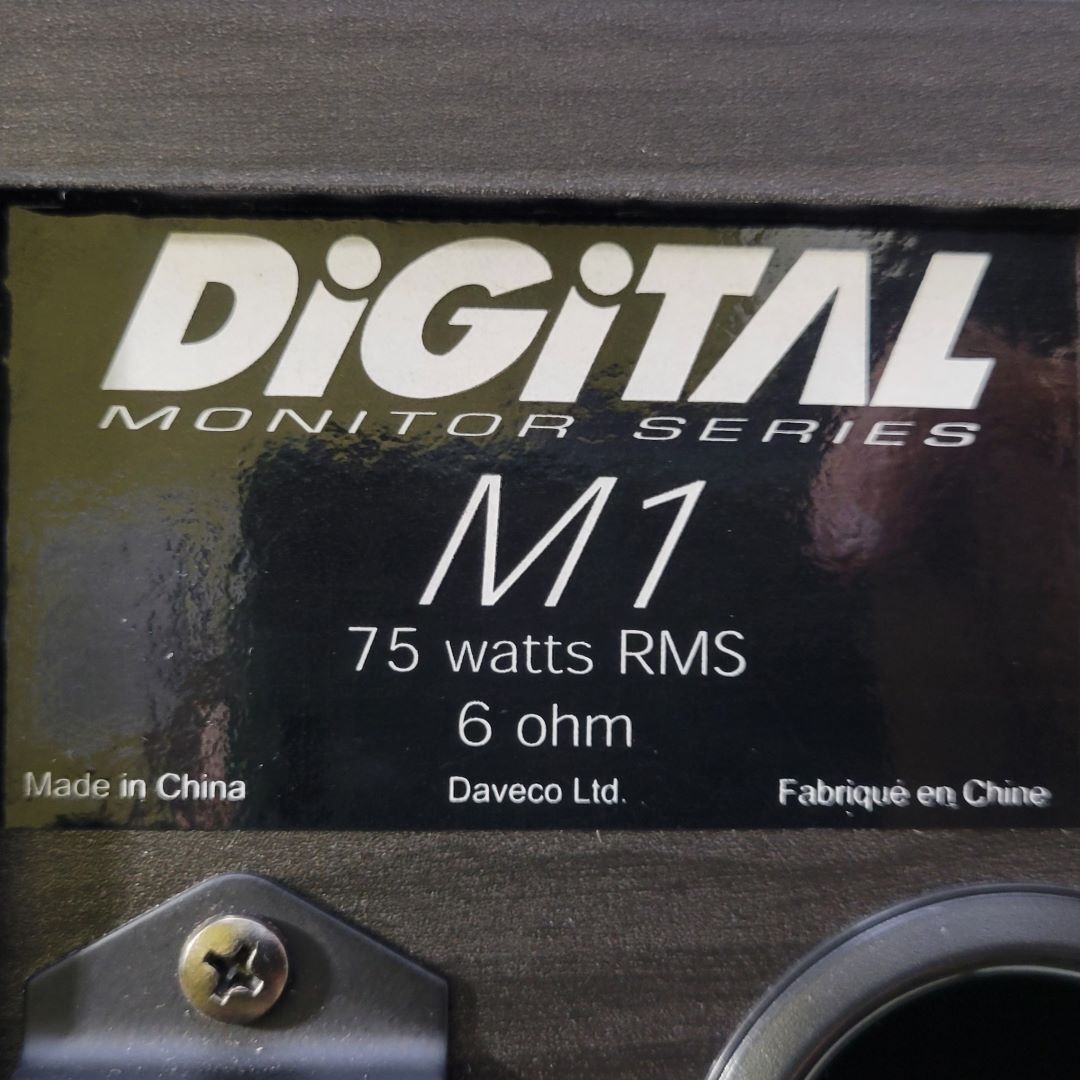 DiGiTAL
MONITOR SERIES
M1
75 watts RMS
6 ohm
Made in China Daveco Ltd. Fabriqué en Chine